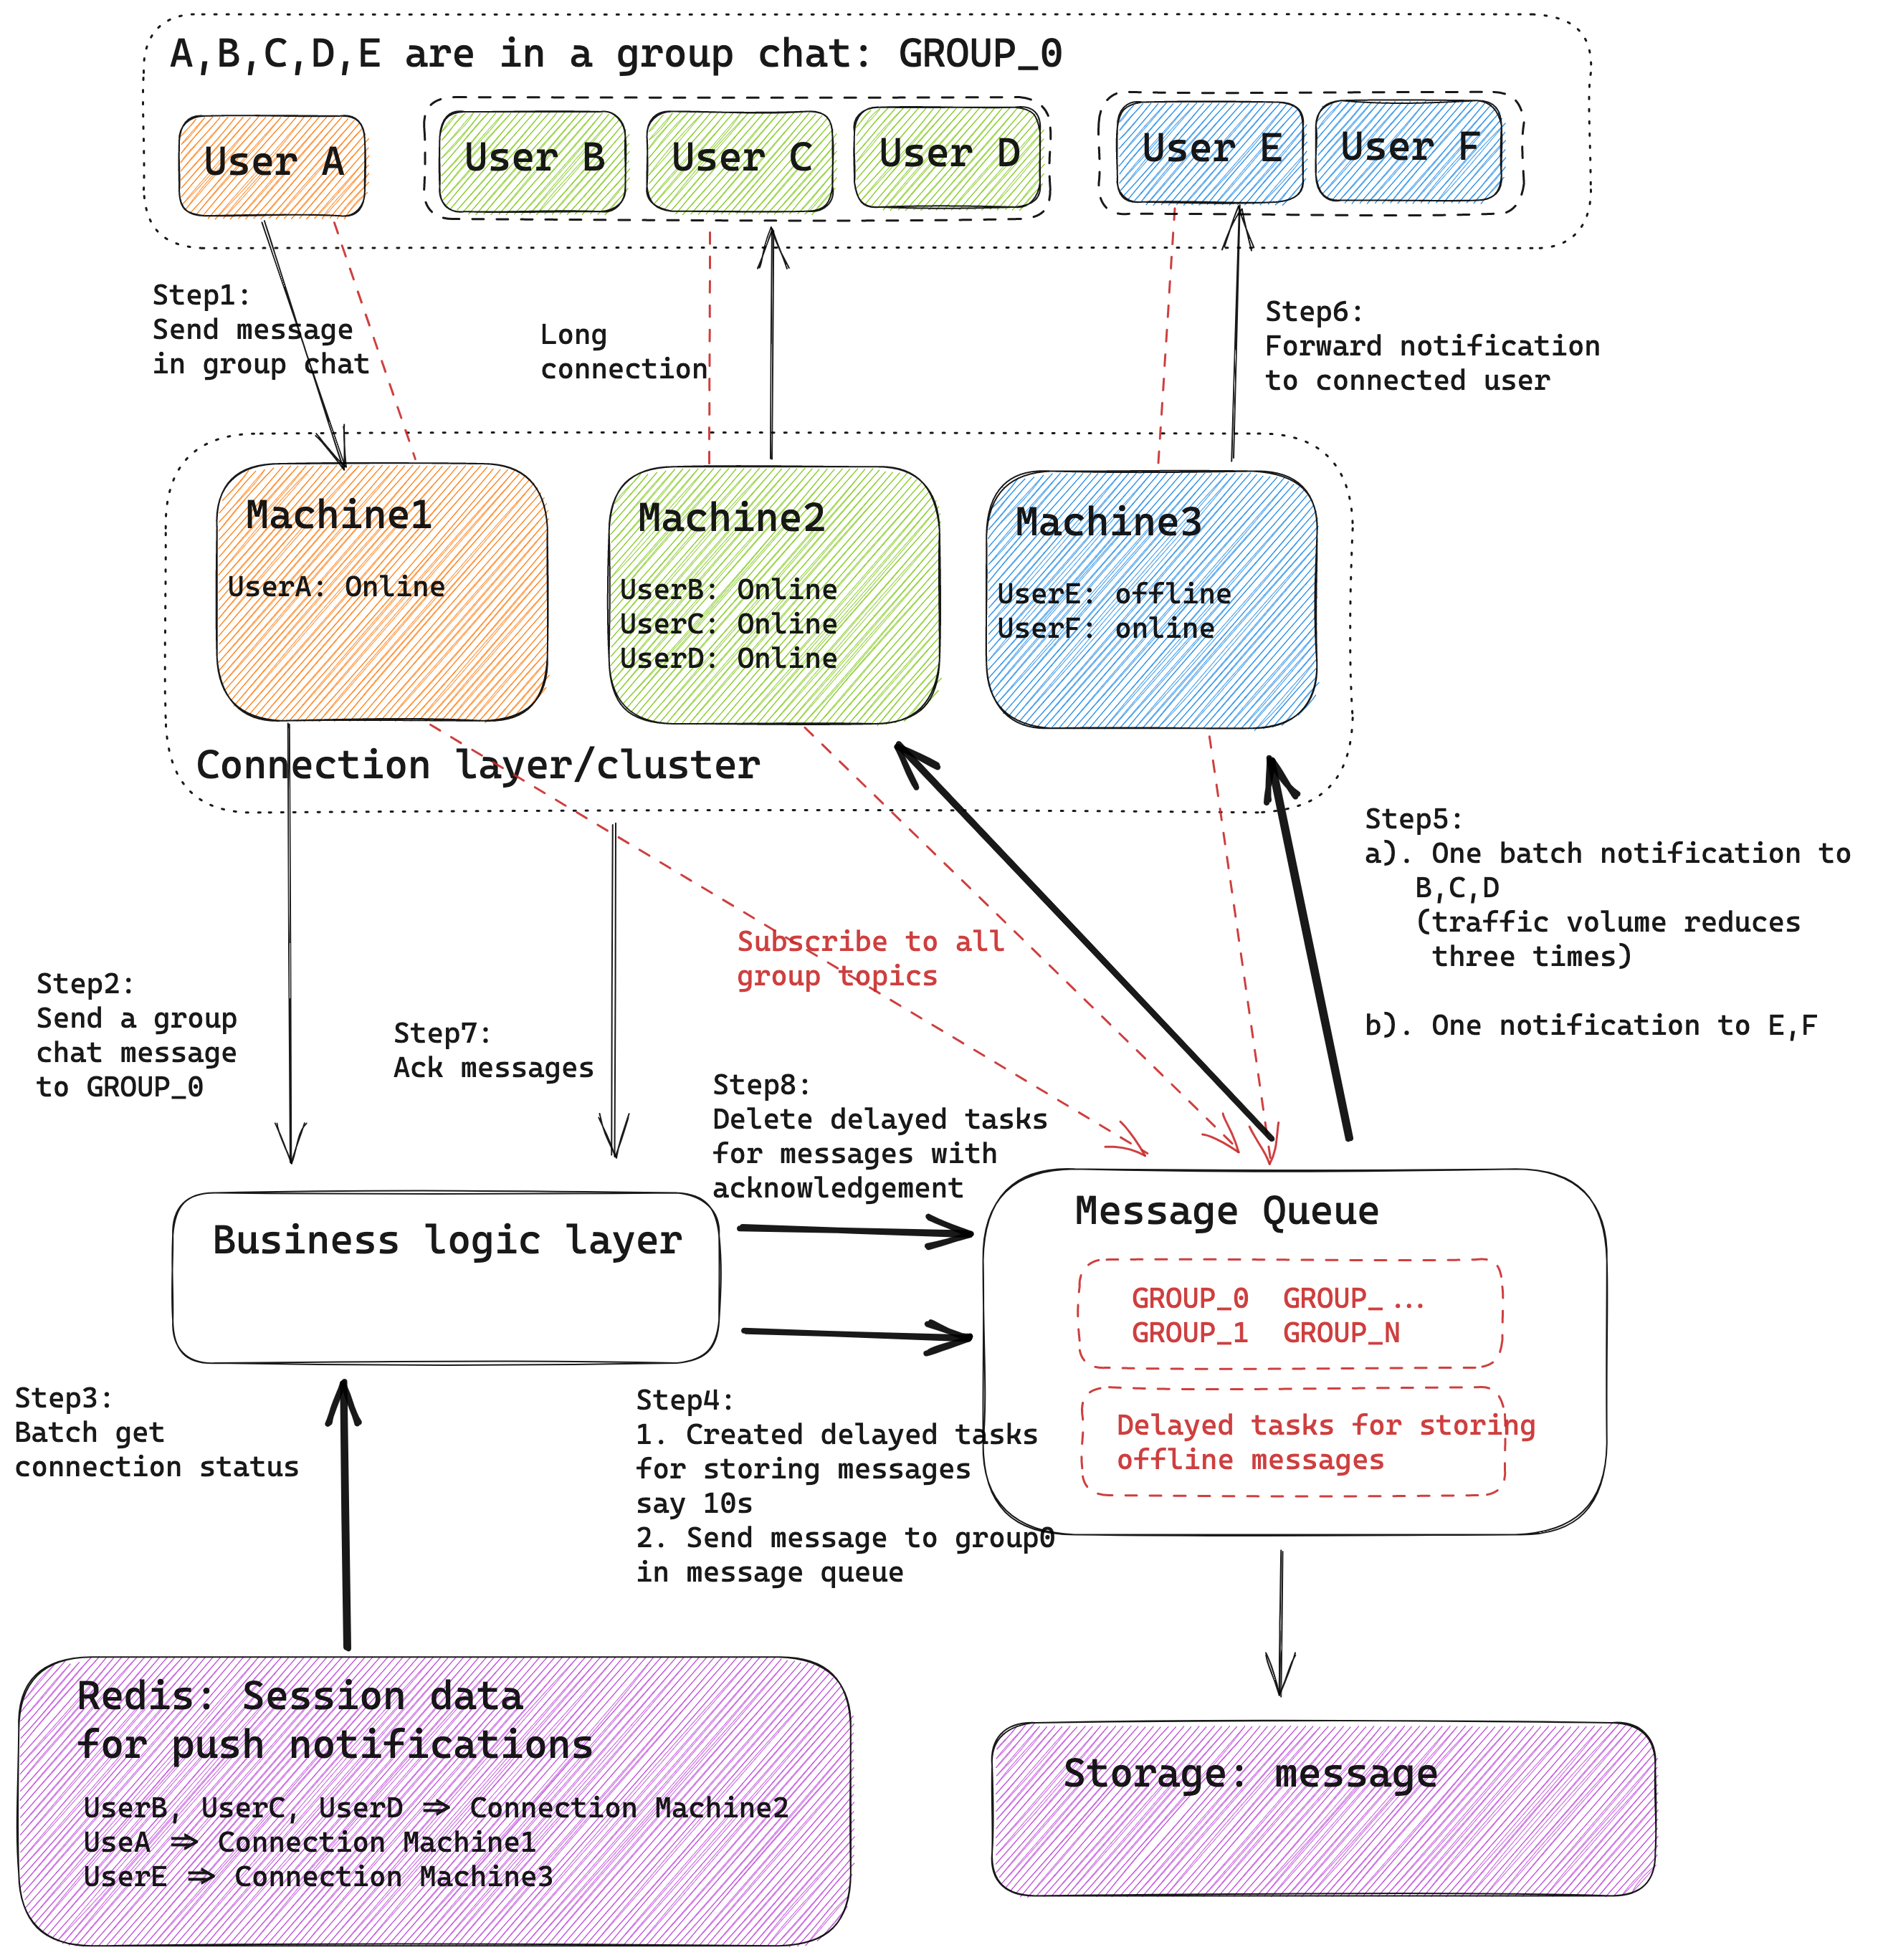 A,B,C,D,E are in a group chat: GROUP_0
User A
User B
User C
User D
User E
User F
Step1:
Send message
in group chat
Long
connection
Step6:
Forward notification
to connected user
Machine1
UserA: Online
Machine2
UserB: Online
UserC: Online
UserD: Online
Machine3
UserE: offline
UserF: online
Connection layer/cluster
Step5:
a). One batch notification to
B,C,D
(traffic volume reduces
three times)
b). One notification to E,F
Subscribe to all
group topics
Step2:
Send a group
chat message
to GROUP_0
Step7:
Ack messages
Step8:
Delete delayed tasks
for messages with
acknowledgement
Business logic layer
Message Queue
GROUP_0 GROUP_...
GROUP_1 GROUP_N
Delayed tasks for storing
offline messages
Step3:
Batch get
connection status
Step4:
1. Created delayed tasks
for storing messages
say 10s
2. Send message to group0
in message queue
Redis: Session data
for push notifications
UserB, UserC, UserD => Connection Machine2
UseA => Connection Machine1
UserE => Connection Machine3
Storage: message